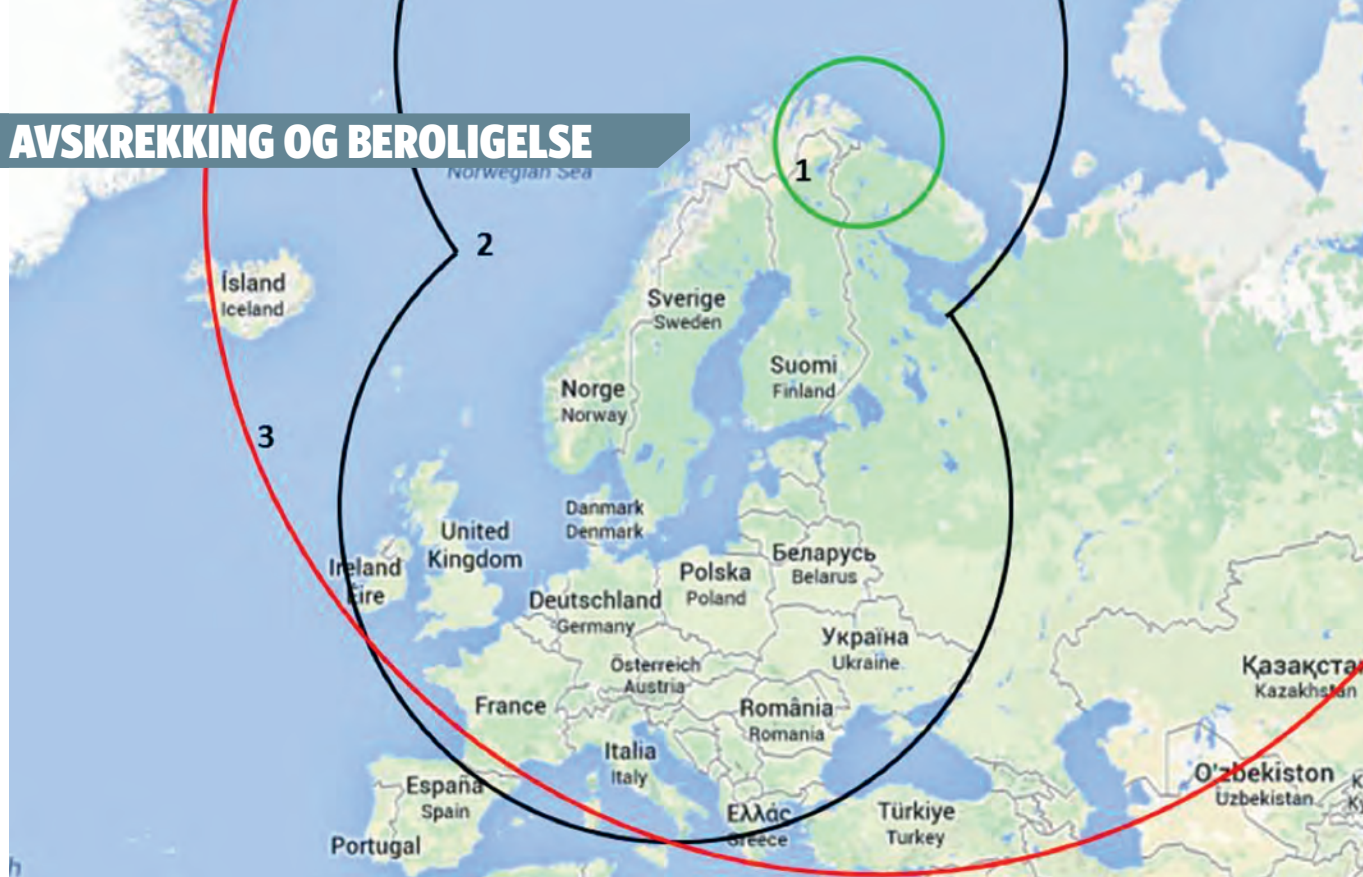 AVSKREKKING OG BEROLIGELSE
1
Norwegian Sea
2
Ísland
Iceland
Sverige
Sweden
Suomi
Finland
Norge
Norway
3
Danmark
Denmark
United
Kingdom
Беларусь
Belarus
Ireland
Éire
Polska
Poland
Deutschland
Germany
Україна
Ukraine
Österreich
Austria
Қазақста
Kazakhstan
France
România
Romania
Italia
Italy
O'zbekiston
Uzbekistan
España
Spain
Ελλάς
Greece
Türkiye
Turkey
Portugal